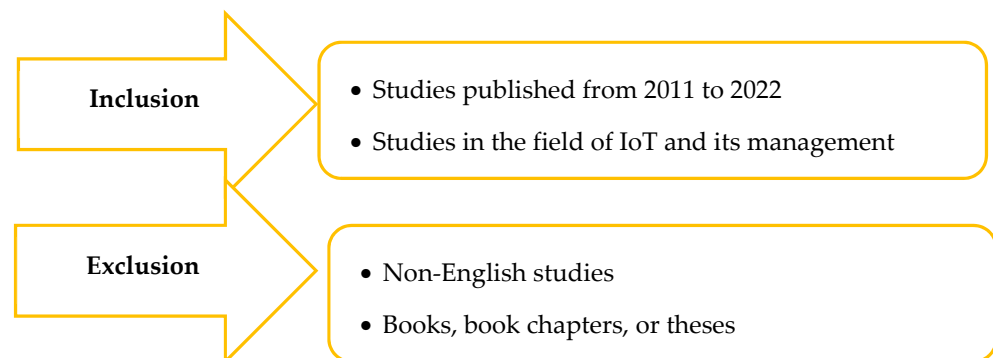 Inclusion
• Studies published from 2011 to 2022
• Studies in the field of IoT and its management
Exclusion
• Non-English studies
• Books, book chapters, or theses